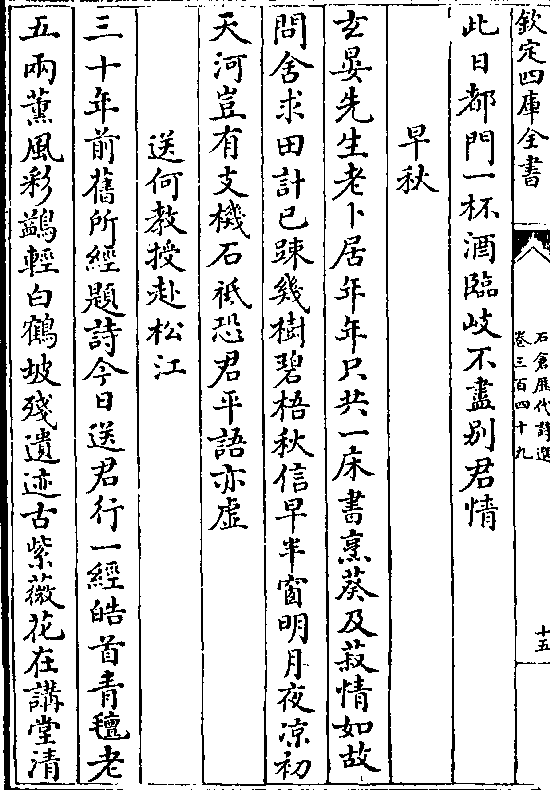 欽定四庫全書
石倉歷代詩選
卷三百四十九
十五
此日都門一杯酒臨岐不盡别君情
早秋
玄晏先生老卜居年年只共一床書烹葵及菽情如故
問舍求田計已踈幾樹碧梧秋信早半窗明月夜凉初
天河豈有支機石祗恐君平語亦虚
送何教授赴松江
三十年前舊所經題詩今日送君行一經皓首青氊老
五兩薫風彩鷁輕白鶴坡殘遺迹古紫薇花在講堂清